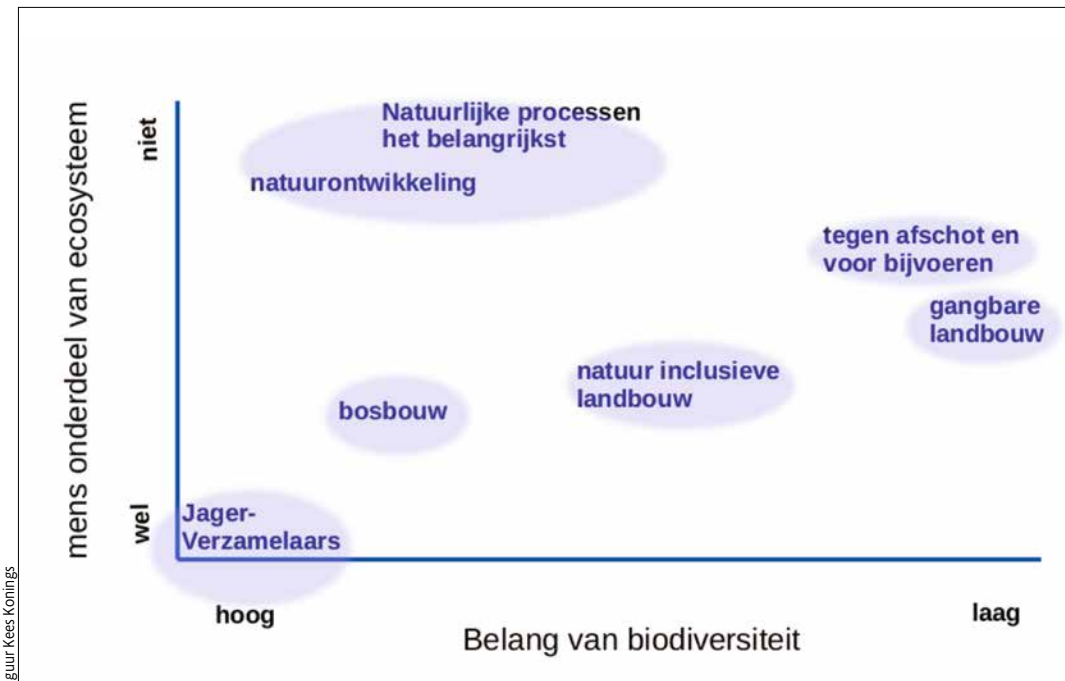 mens onderdeel van ecosysteem
niet
wel
Natuurlijke processen
het belangrijkst
natuurontwikkeling
tegen afschot en
voor bijvoeren
gangbare
landbouw
natuur inclusieve
landbouw
bosbouw
Jager-
Verzamelaars
hoog
laag
Belang van biodiversiteit
guur Kees Konings